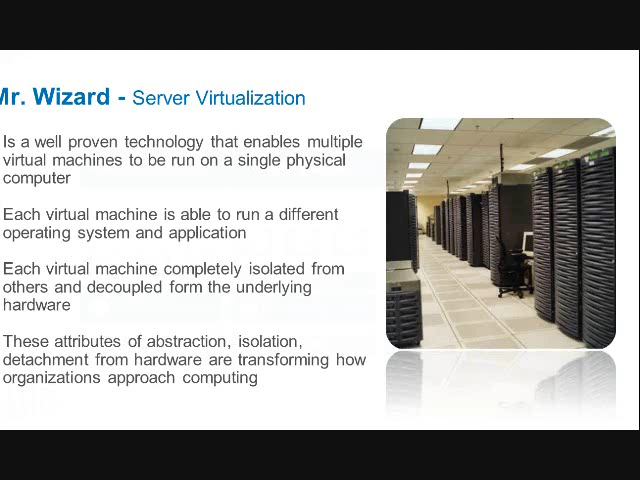 Mr. Wizard - Server Virtualization
Is a well proven technology that enables multiple
virtual machines to be run on a single physical
computer
Each virtual machine is able to run a different
operating system and application
Each virtual machine completely isolated from
others and decoupled form the underlying
hardware
These attributes of abstraction, isolation,
detachment from hardware are transforming how
organizations approach computing